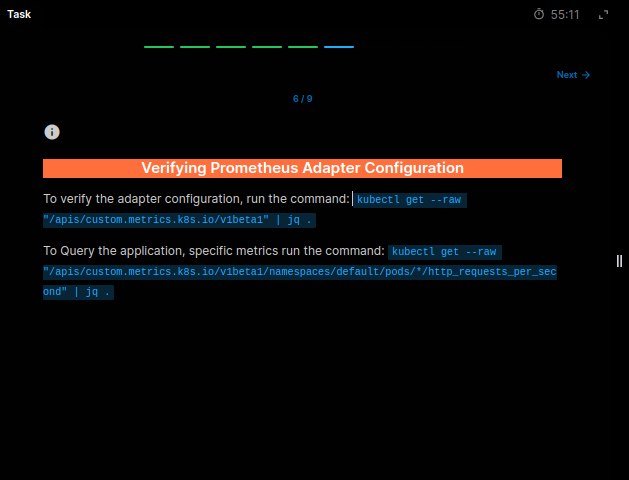 Task
55:11
Next →
6 / 9
Verifying Prometheus Adapter Configuration
To verify the adapter configuration, run the command: kubectl get --raw
"/apis/custom.metrics.k8s.io/v1beta1" | jq .
To Query the application, specific metrics run the command: kubectl get --raw
"/apis/custom.metrics.k8s.io/v1beta1/namespaces/default/pods/*/http_requests_per_sec
ond" | jq .